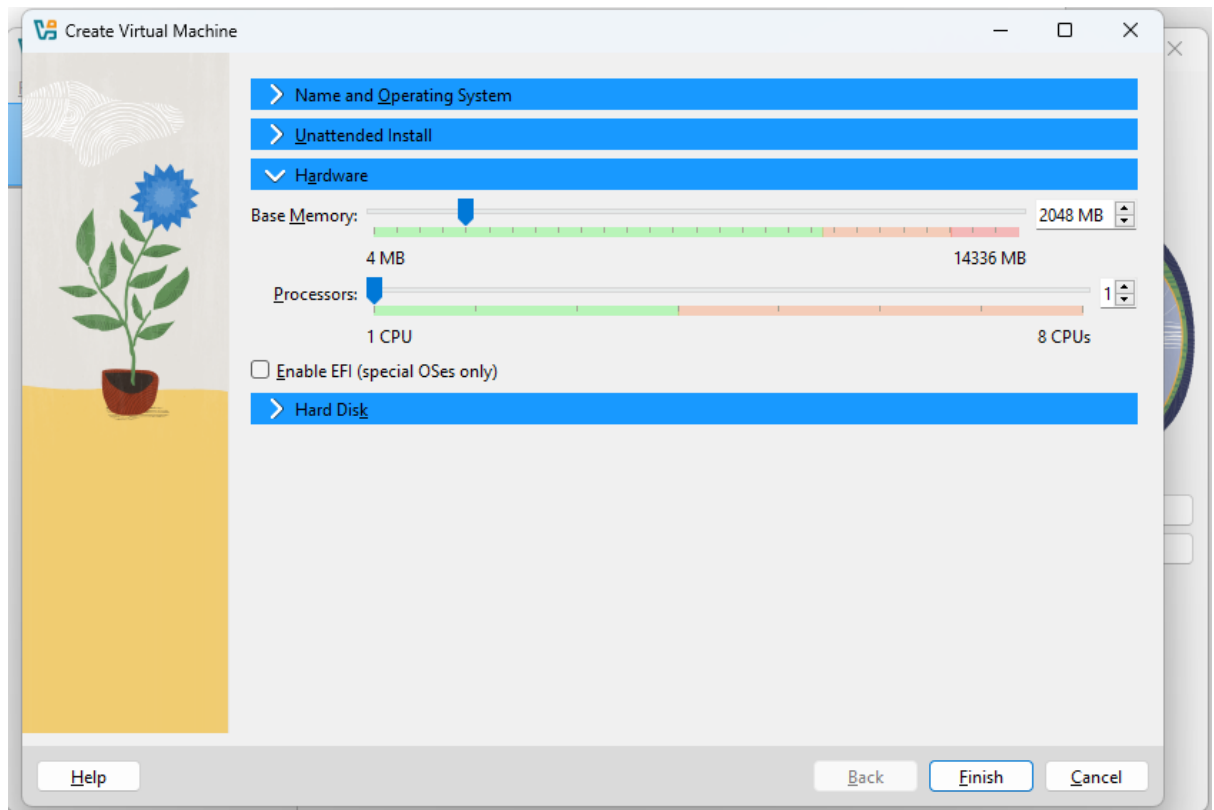 Create Virtual Machine
Name and Operating System
Unattended Install
Hardware
Base Memory: 2048 MB
4 MB 14336 MB
Processors: 1
1 CPU 8 CPUs
Enable EFI (special OSes only)
Hard Disk
Help Back Finish Cancel